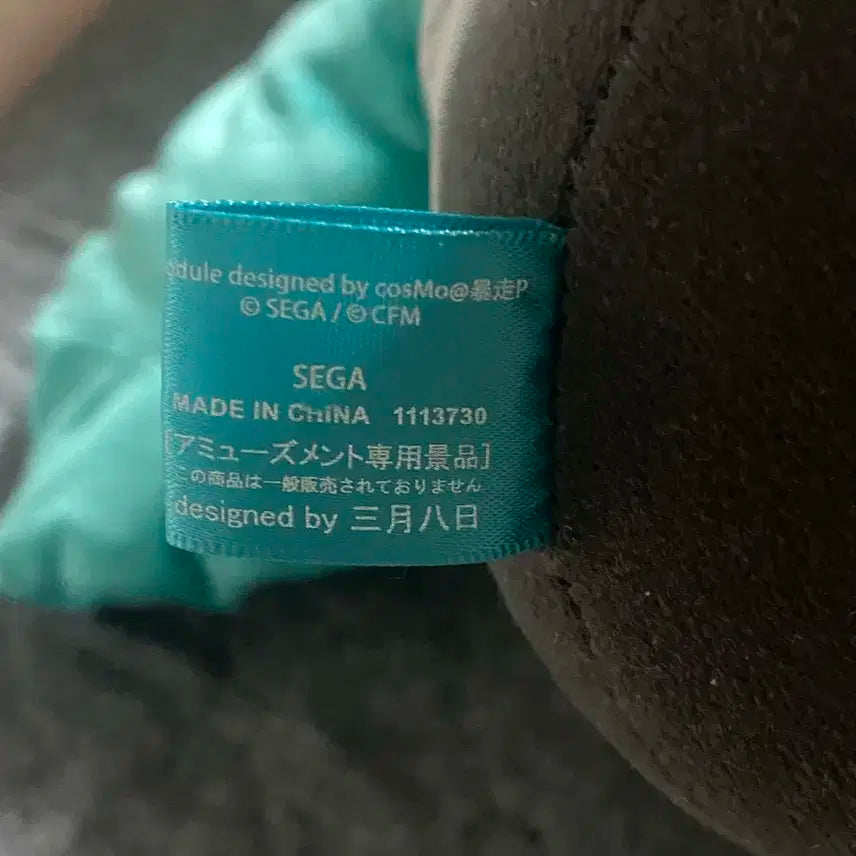 odule designed by cosMo@暴走P
© SEGA / © CFM
SEGA
MADE IN CHINA 1113730
[アミューズメント専用景品]
この商品は一般販売されておりません
designed by 三月八日